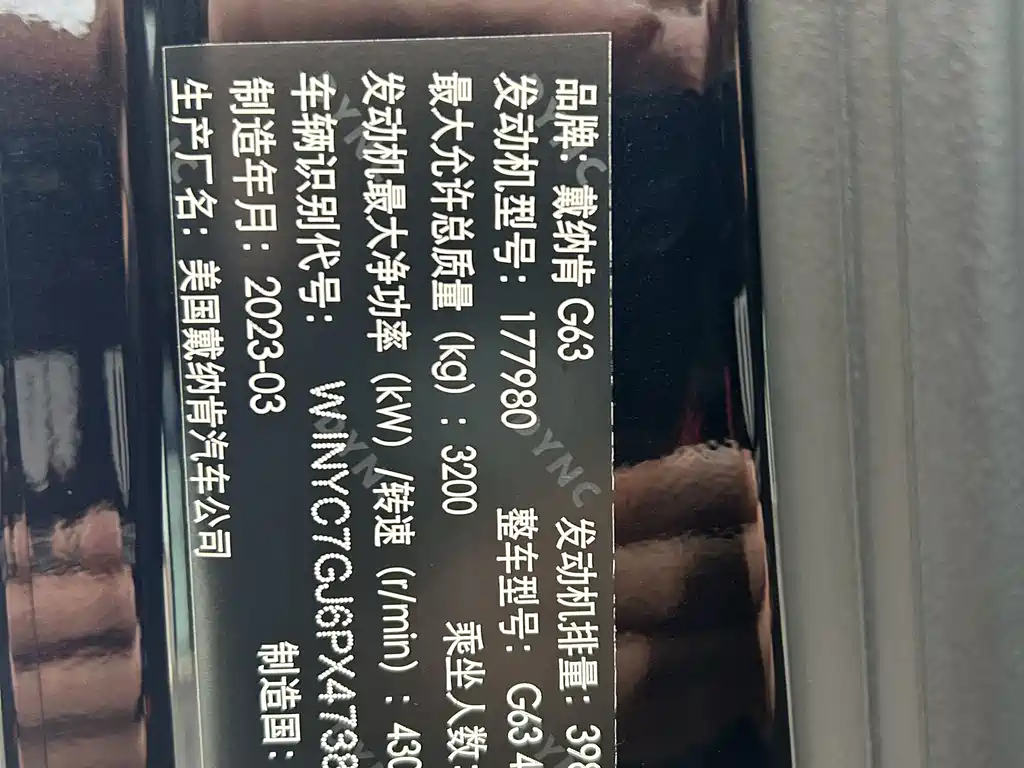 品牌：戴纳肯 G63 发动机排量：398
发动机型号：177980 整车型号：G63 4
最大允许总质量（kg）：3200 乘坐人数：
发动机最大净功率（kW）/转速（r/min）：430
车辆识别代号： W1NYC7GJ6PX4738
制造年月：2023-03 制造国：
生产厂名：美国戴纳肯汽车公司